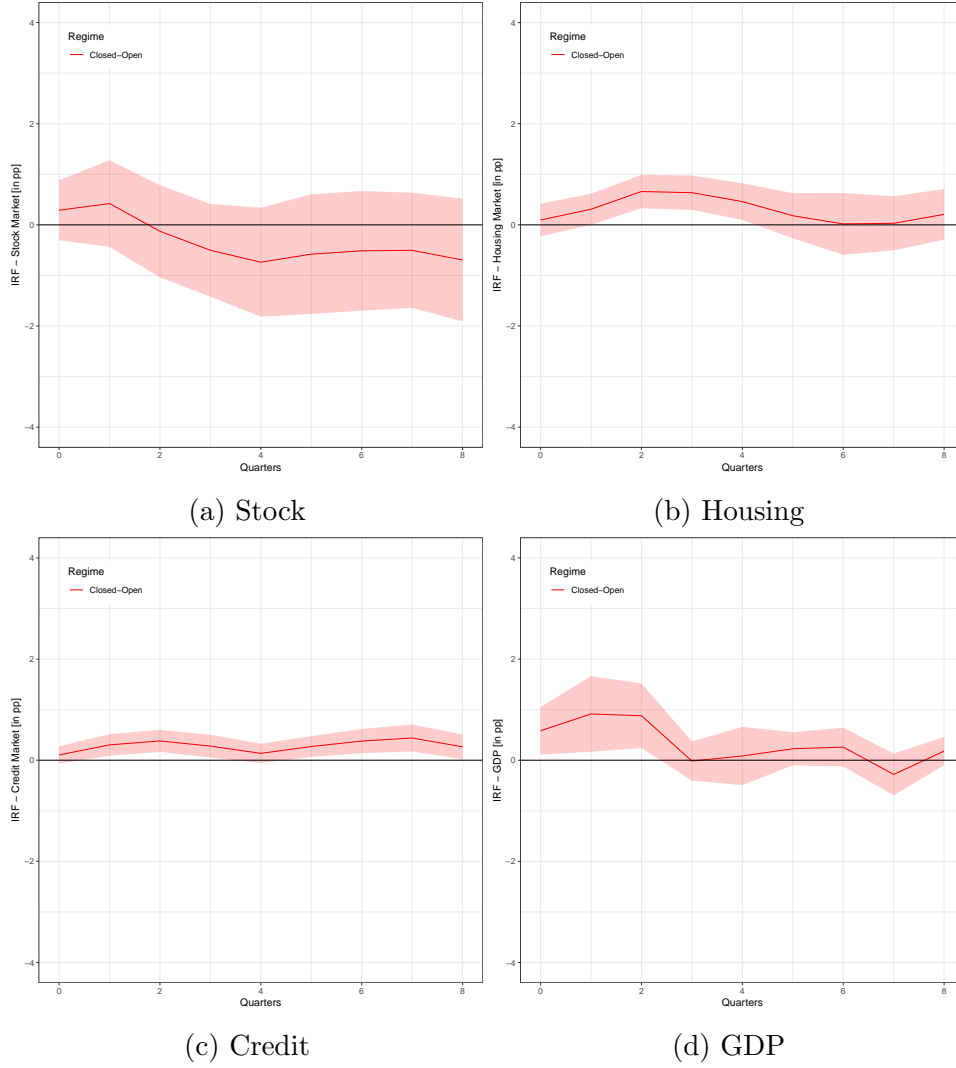 4
2
0
−2
−4
IRF − Stock Market [in pp]
Regime
Closed−Open
0 2 4 6 8
Quarters
(a) Stock
4
2
0
−2
−4
IRF − Housing Market [in pp]
Regime
Closed−Open
0 2 4 6 8
Quarters
(b) Housing
4
2
0
−2
−4
IRF − Credit Market [in pp]
Regime
Closed−Open
0 2 4 6 8
Quarters
(c) Credit
4
2
0
−2
−4
IRF − GDP [in pp]
Regime
Closed−Open
0 2 4 6 8
Quarters
(d) GDP